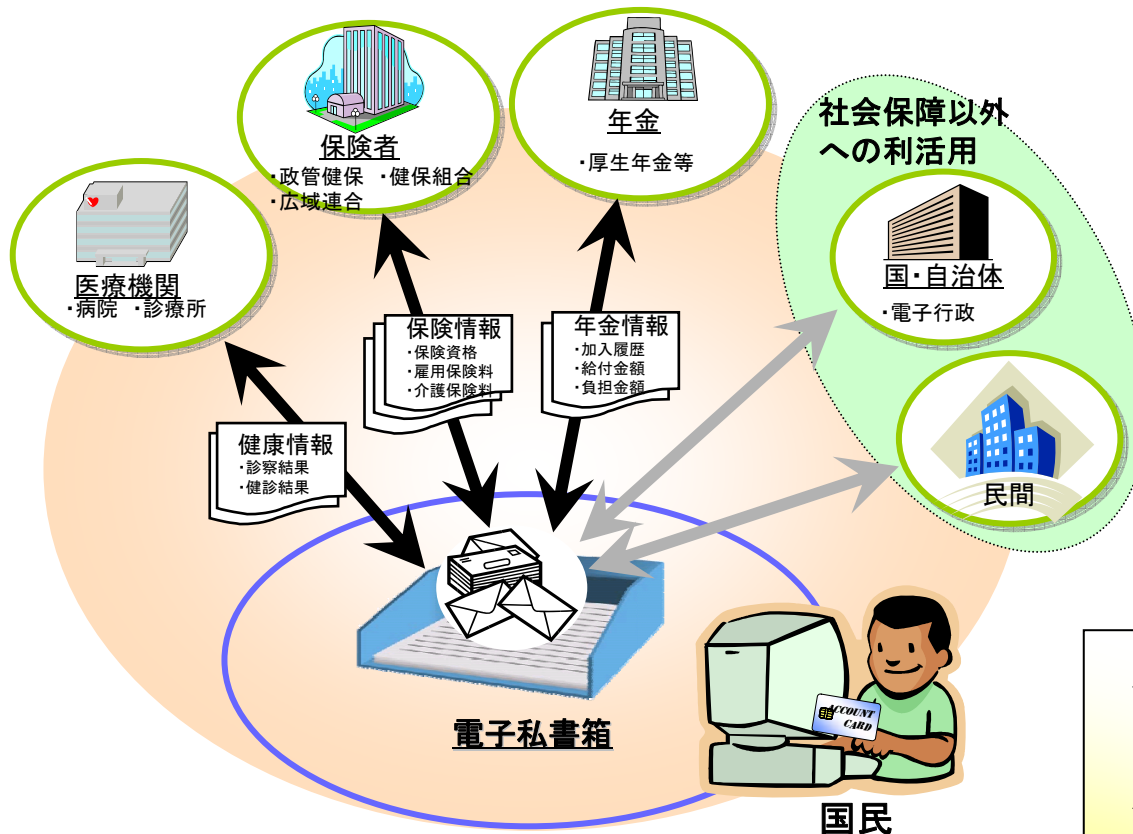 保険者
・政管健保 ・健保組合
・広域連合
年金
・厚生年金等
社会保障以外
への利活用
医療機関
・病院 ・診療所
国・自治体
・電子行政
民間
保険情報
・保険資格
・雇用保険料
・介護保険料
年金情報
・加入履歴
・給付金額
・負担金額
健康情報
・診察結果
・健診結果
電子私書箱
ACCOUNT
CARD
国民